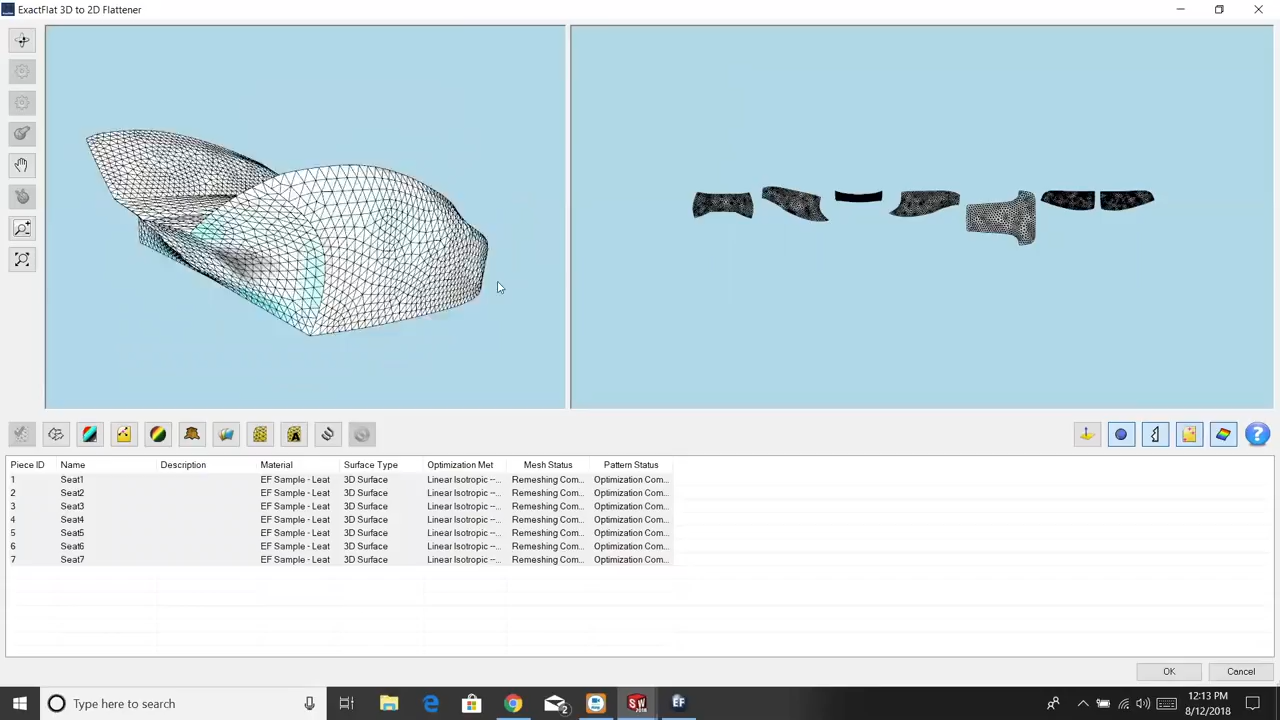 ExactFlat 3D to 2D Flattener
Piece ID Name Description Material Surface Type Optimization Met Mesh Status Pattern Status
1 Seat1 EF Sample - Leat 3D Surface Linear Isotropic --... Remeshing Com... Optimization Com...
2 Seat2 EF Sample - Leat 3D Surface Linear Isotropic --... Remeshing Com... Optimization Com...
3 Seat3 EF Sample - Leat 3D Surface Linear Isotropic --... Remeshing Com... Optimization Com...
4 Seat4 EF Sample - Leat 3D Surface Linear Isotropic --... Remeshing Com... Optimization Com...
5 Seat5 EF Sample - Leat 3D Surface Linear Isotropic --... Remeshing Com... Optimization Com...
6 Seat6 EF Sample - Leat 3D Surface Linear Isotropic --... Remeshing Com... Optimization Com...
7 Seat7 EF Sample - Leat 3D Surface Linear Isotropic --... Remeshing Com... Optimization Com...
OK Cancel
Type here to search
2
SW
2018
EF
12:13 PM
8/12/2018